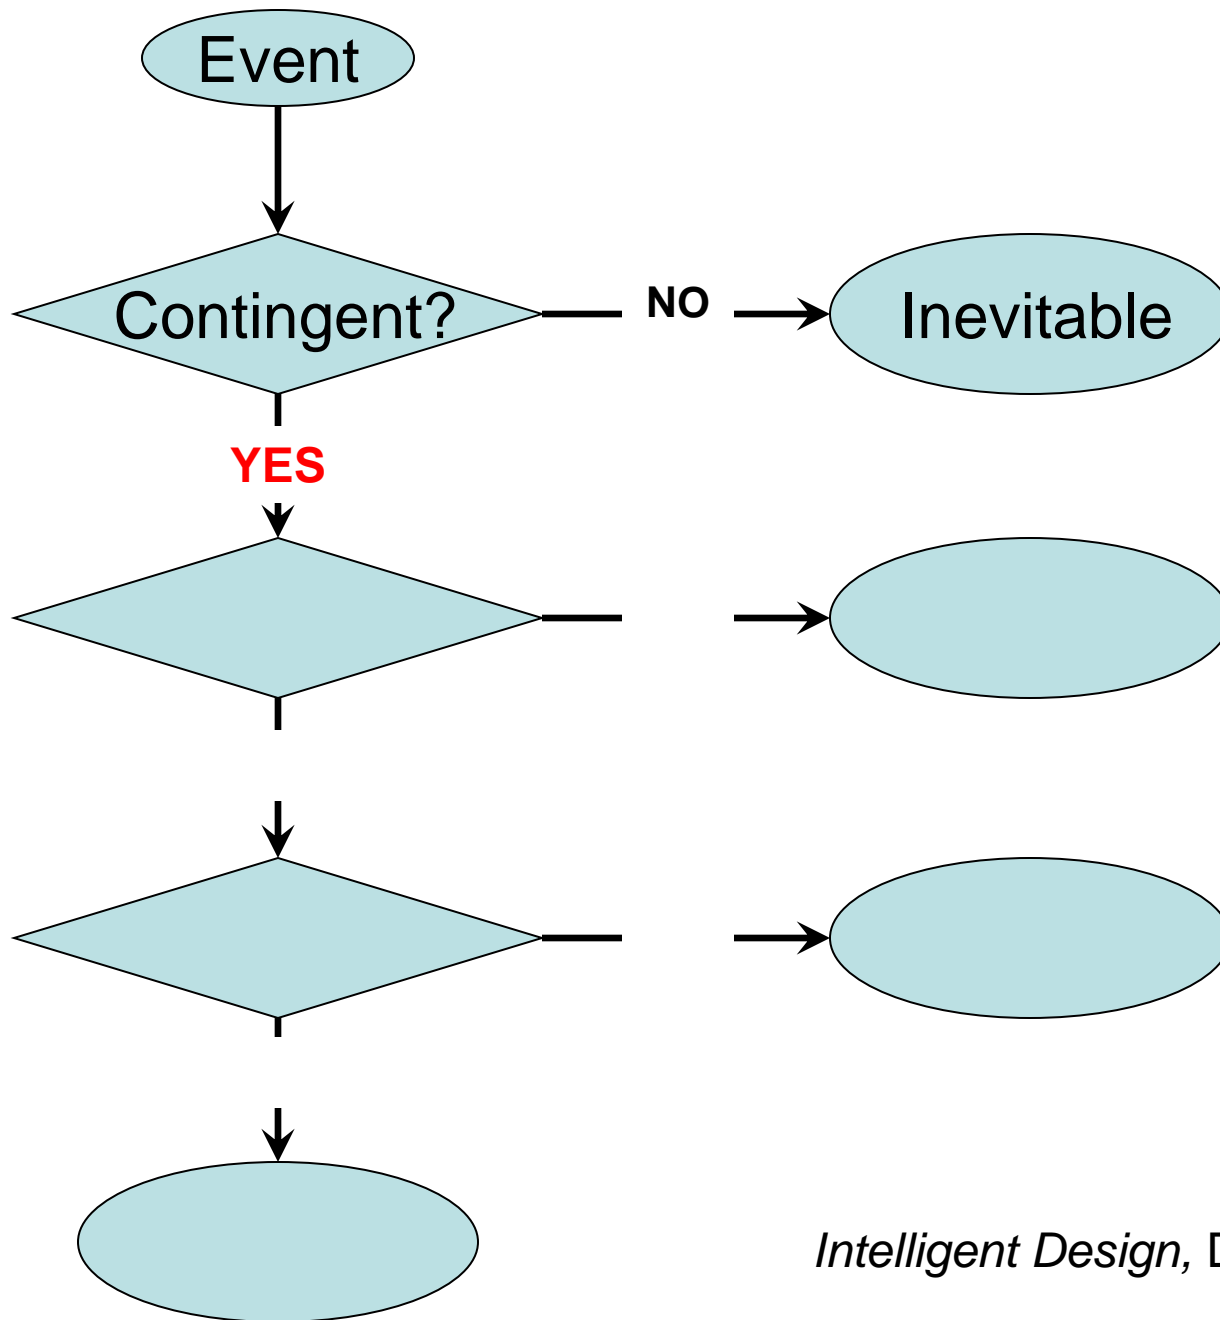 Event
Contingent?
NO
Inevitable
YES
Intelligent Design, D